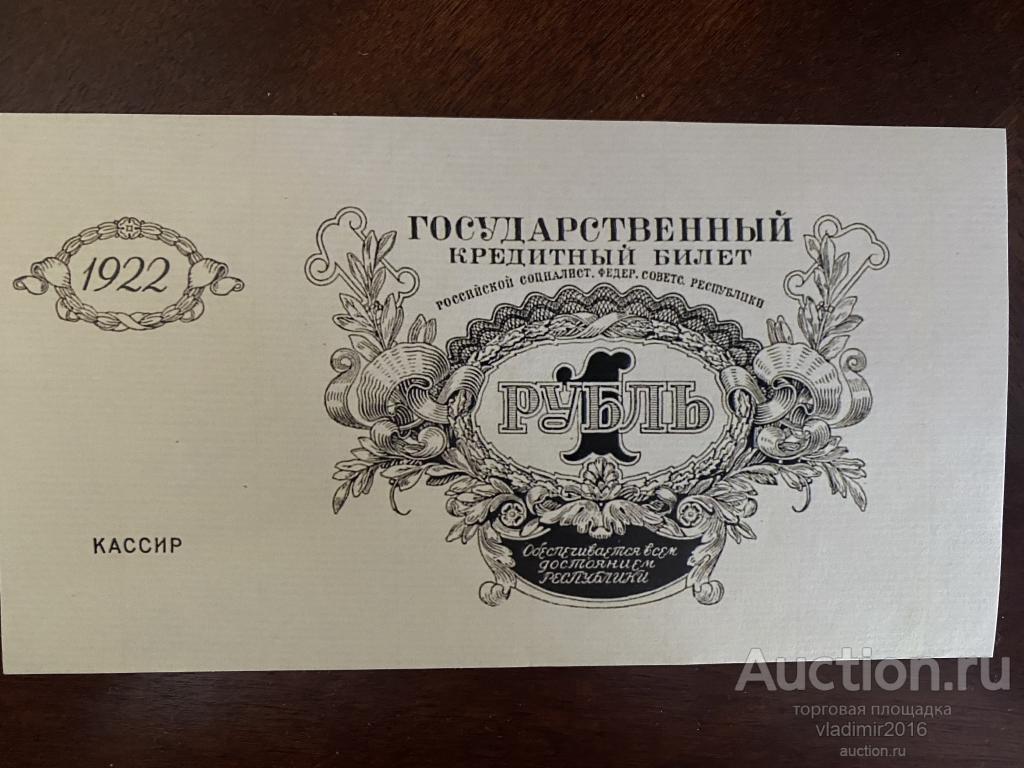 1922
ГОСУДАРСТВЕННЫЙ
КРЕДИТНЫЙ БИЛЕТ
РОССИЙСКОЙ СОЦИАЛИСТ. ФЕДЕР. СОВЕТС. РЕСПУБЛИКИ
1
РУБЛЬ
КАССИР
Обеспечивается всем
достоянием
РЕСПУБЛИКИ
Auction.ru
торговая площадка
vladimir2016
auction.ru